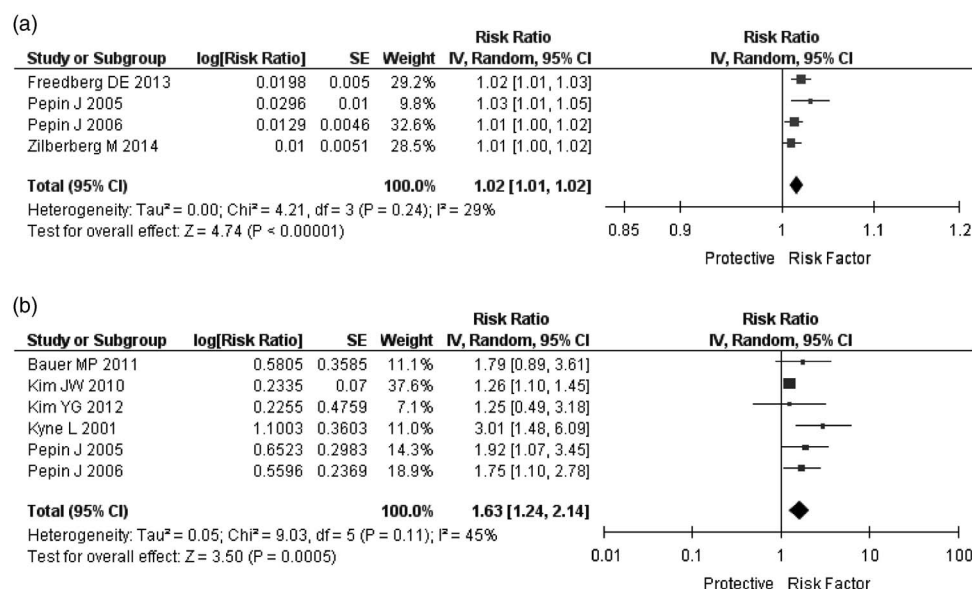 (a)
Risk Ratio Risk Ratio
Study or Subgroup log[Risk Ratio] SE Weight IV, Random, 95% CI IV, Random, 95% CI
Freedberg DE 2013 0.0198 0.005 29.2% 1.02 [1.01, 1.03]
Pepin J 2005 0.0296 0.01 9.8% 1.03 [1.01, 1.05]
Pepin J 2006 0.0129 0.0046 32.6% 1.01 [1.00, 1.02]
Zilberberg M 2014 0.01 0.0051 28.5% 1.01 [1.00, 1.02]
Total (95% CI) 100.0% 1.02 [1.01, 1.02]
Heterogeneity: Tau² = 0.00; Chi² = 4.21, df = 3 (P = 0.24); I² = 29%
Test for overall effect: Z = 4.74 (P < 0.00001)
0.85 0.9 1 1.1 1.2
Protective Risk Factor
(b)
Risk Ratio Risk Ratio
Study or Subgroup log[Risk Ratio] SE Weight IV, Random, 95% CI IV, Random, 95% CI
Bauer MP 2011 0.5805 0.3585 11.1% 1.79 [0.89, 3.61]
Kim JW 2010 0.2335 0.07 37.6% 1.26 [1.10, 1.45]
Kim YG 2012 0.2255 0.4759 7.1% 1.25 [0.49, 3.18]
Kyne L 2001 1.1003 0.3603 11.0% 3.01 [1.48, 6.09]
Pepin J 2005 0.6523 0.2983 14.3% 1.92 [1.07, 3.45]
Pepin J 2006 0.5596 0.2369 18.9% 1.75 [1.10, 2.78]
Total (95% CI) 100.0% 1.63 [1.24, 2.14]
Heterogeneity: Tau² = 0.05; Chi² = 9.03, df = 5 (P = 0.11); I² = 45%
Test for overall effect: Z = 3.50 (P = 0.0005)
0.01 0.1 1 10 100
Protective Risk Factor